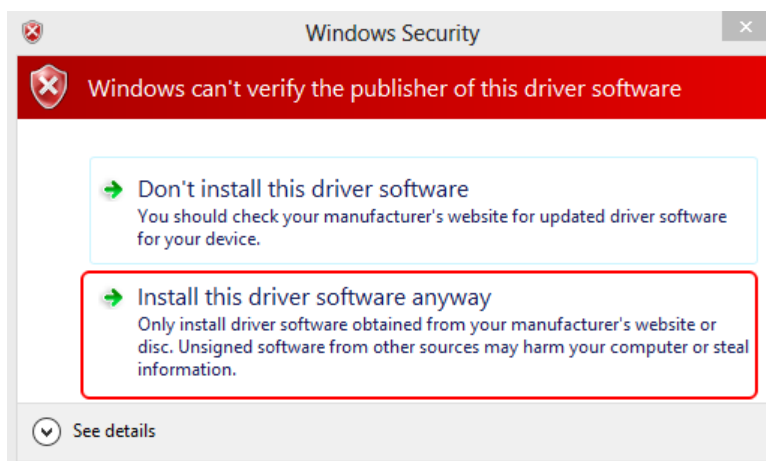 Windows Security
Windows can't verify the publisher of this driver software
Don't install this driver software
You should check your manufacturer's website for updated driver software
for your device.
Install this driver software anyway
Only install driver software obtained from your manufacturer's website or
disc. Unsigned software from other sources may harm your computer or steal
information.
See details